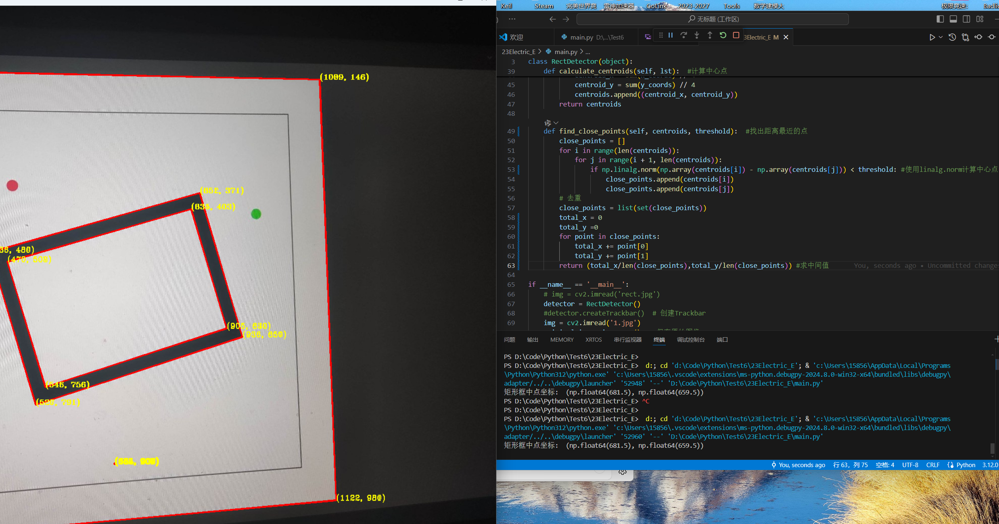 Keil Steam 完美世界竞 雷神加速器 GoLink 2023-2027 Tools 数学建模大 极限竞速:
无标题 (工作区)
欢迎 main.py D:\...\Test6 23Electric_E M
23Electric_E > main.py > ...
3 class RectDetector(object):
39 def calculate_centroids(self, lst): #计算中心点
45 centroid_y = sum(y_coords) // 4
46 centroids.append((centroid_x, centroid_y))
47 return centroids
48
49 def find_close_points(self, centroids, threshold): #找出距离最近的点
50 close_points = []
51 for i in range(len(centroids)):
52 for j in range(i + 1, len(centroids)):
53 if np.linalg.norm(np.array(centroids[i]) - np.array(centroids[j])) < threshold: #使用linalg.norm计算中心点
54 close_points.append(centroids[i])
55 close_points.append(centroids[j])
56 # 去重
57 close_points = list(set(close_points))
58 total_x = 0
59 total_y =0
60 for point in close_points:
61 total_x += point[0]
62 total_y += point[1]
63 return (total_x/len(close_points),total_y/len(close_points)) #求中间值 You, seconds ago • Uncommitted change
64
65 if __name__ == '__main__':
66 # img = cv2.imread('rect.jpg')
67 detector = RectDetector()
68 #detector.createTrackbar() # 创建Trackbar
69 img = cv2.imread('1.jpg')
问题 输出 MEMORY XRTOS 串行监视器 终端 调试控制台 端口
PS D:\Code\Python\Test6\23Electric_E>
PS D:\Code\Python\Test6\23Electric_E> d:; cd 'd:\Code\Python\Test6\23Electric_E'; & 'c:\Users\15856\AppData\Local\Programs
\Python\Python312\python.exe' 'c:\Users\15856\.vscode\extensions\ms-python.debugpy-2024.8.0-win32-x64\bundled\libs\debugpy\
adapter/../..\debugpy\launcher' '52948' '--' 'D:\Code\Python\Test6\23Electric_E\main.py'
矩形框中点坐标: (np.float64(681.5), np.float64(659.5))
PS D:\Code\Python\Test6\23Electric_E> ^C
PS D:\Code\Python\Test6\23Electric_E>
PS D:\Code\Python\Test6\23Electric_E> d:; cd 'd:\Code\Python\Test6\23Electric_E'; & 'c:\Users\15856\AppData\Local\Programs
\Python\Python312\python.exe' 'c:\Users\15856\.vscode\extensions\ms-python.debugpy-2024.8.0-win32-x64\bundled\libs\debugpy\
adapter/../..\debugpy\launcher' '52960' '--' 'D:\Code\Python\Test6\23Electric_E\main.py'
矩形框中点坐标: (np.float64(681.5), np.float64(659.5))
You, seconds ago 行 63，列 75 空格: 4 UTF-8 CRLF Python 3.12.0
146)
371)
403)
756)
791)
(1122,